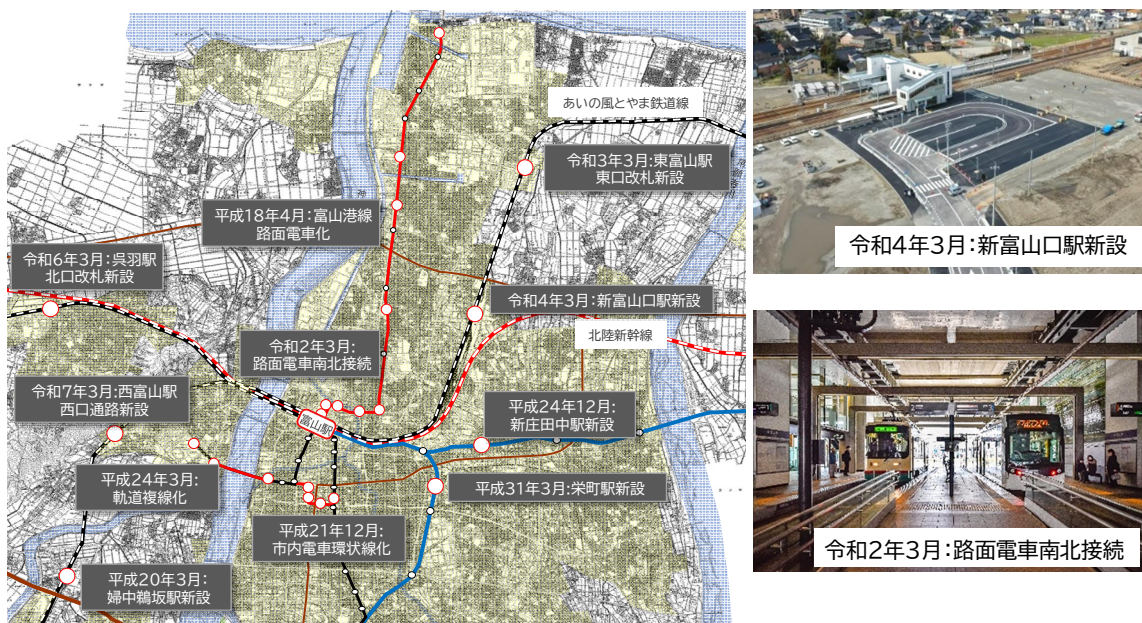 あいの風とやま鉄道線
令和3年3月:東富山駅
東口改札新設
平成18年4月:富山港線
路面電車化
令和6年3月:呉羽駅
北口改札新設
令和4年3月:新富山口駅新設
北陸新幹線
令和2年3月:
路面電車南北接続
令和7年3月:西富山駅
西口通路新設
富山駅
平成24年12月:
新庄田中駅新設
平成24年3月:
軌道複線化
平成31年3月:栄町駅新設
平成21年12月:
市内電車環状線化
平成20年3月:
婦中鵜坂駅新設
令和4年3月:新富山口駅新設
令和2年3月:路面電車南北接続